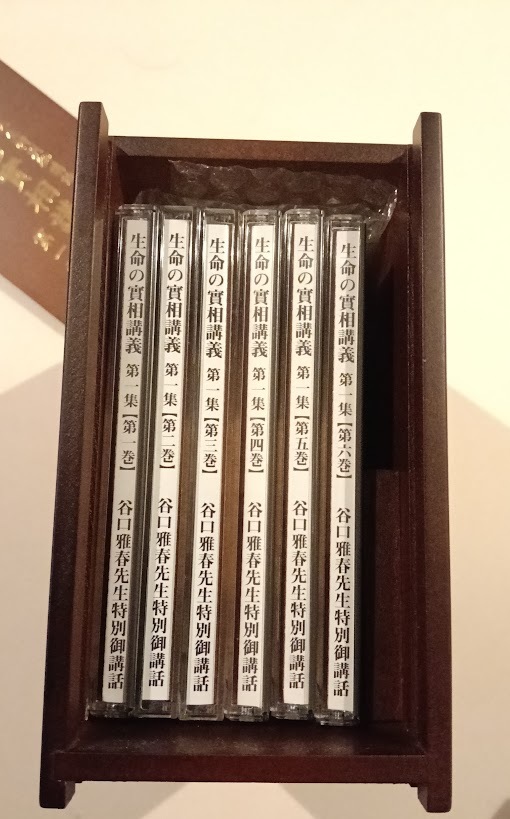 生命の實相講義 第一集【第一巻】 谷口雅春先生特別御講話
生命の實相講義 第一集【第二巻】 谷口雅春先生特別御講話
生命の實相講義 第一集【第三巻】 谷口雅春先生特別御講話
生命の實相講義 第一集【第四巻】 谷口雅春先生特別御講話
生命の實相講義 第一集【第五巻】 谷口雅春先生特別御講話
生命の實相講義 第一集【第六巻】 谷口雅春先生特別御講話